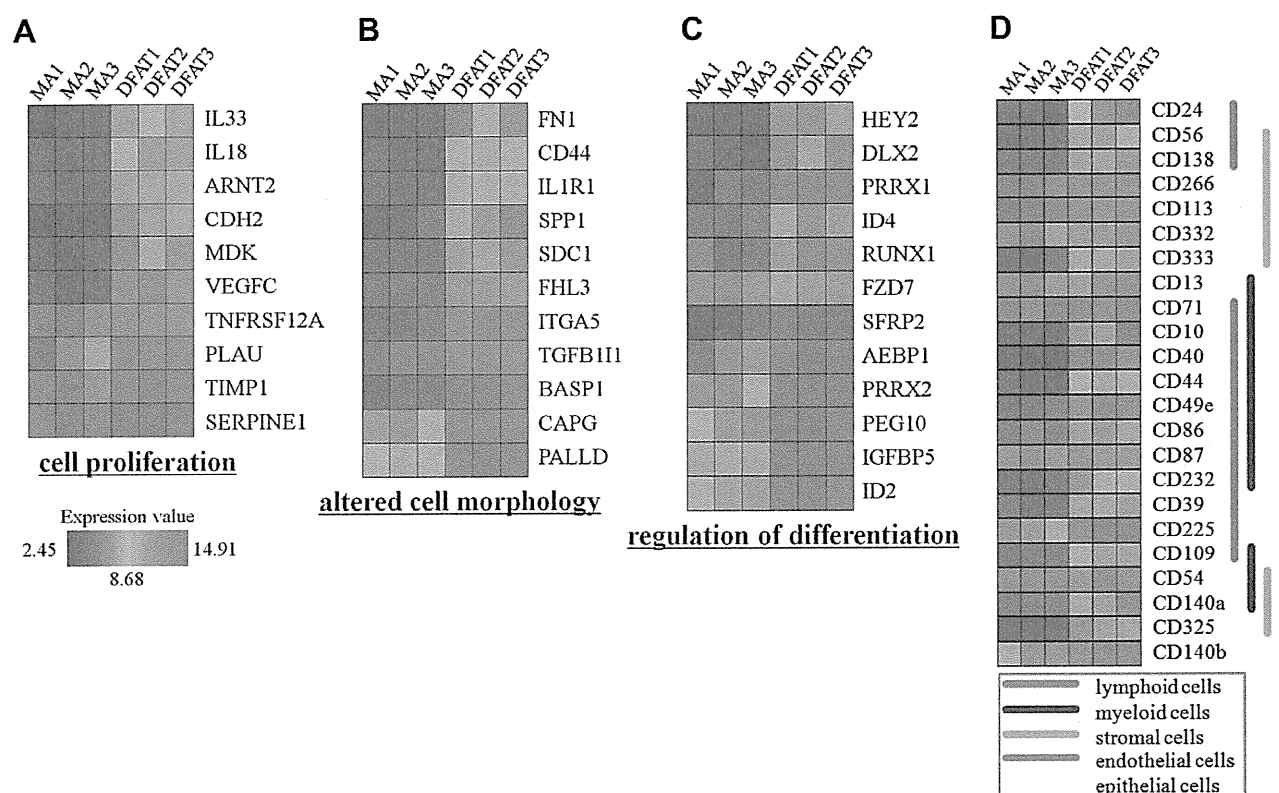 A
MA1 MA2 MA3 DFAT1 DFAT2 DFAT3
IL33
IL18
ARNT2
CDH2
MDK
VEGFC
TNFRSF12A
PLAU
TIMP1
SERPINE1
cell proliferation
Expression value
2.45 14.91
8.68
B
MA1 MA2 MA3 DFAT1 DFAT2 DFAT3
FN1
CD44
IL1R1
SPP1
SDC1
FHL3
ITGA5
TGFB1I1
BASP1
CAPG
PALLD
altered cell morphology
C
MA1 MA2 MA3 DFAT1 DFAT2 DFAT3
HEY2
DLX2
PRRX1
ID4
RUNX1
FZD7
SFRP2
AEBP1
PRRX2
PEG10
IGFBP5
ID2
regulation of differentiation
D
MA1 MA2 MA3 DFAT1 DFAT2 DFAT3
CD24
CD56
CD138
CD266
CD113
CD332
CD333
CD13
CD71
CD10
CD40
CD44
CD49e
CD86
CD87
CD232
CD39
CD225
CD109
CD54
CD140a
CD325
CD140b
lymphoid cells
myeloid cells
stromal cells
endothelial cells
epithelial cells